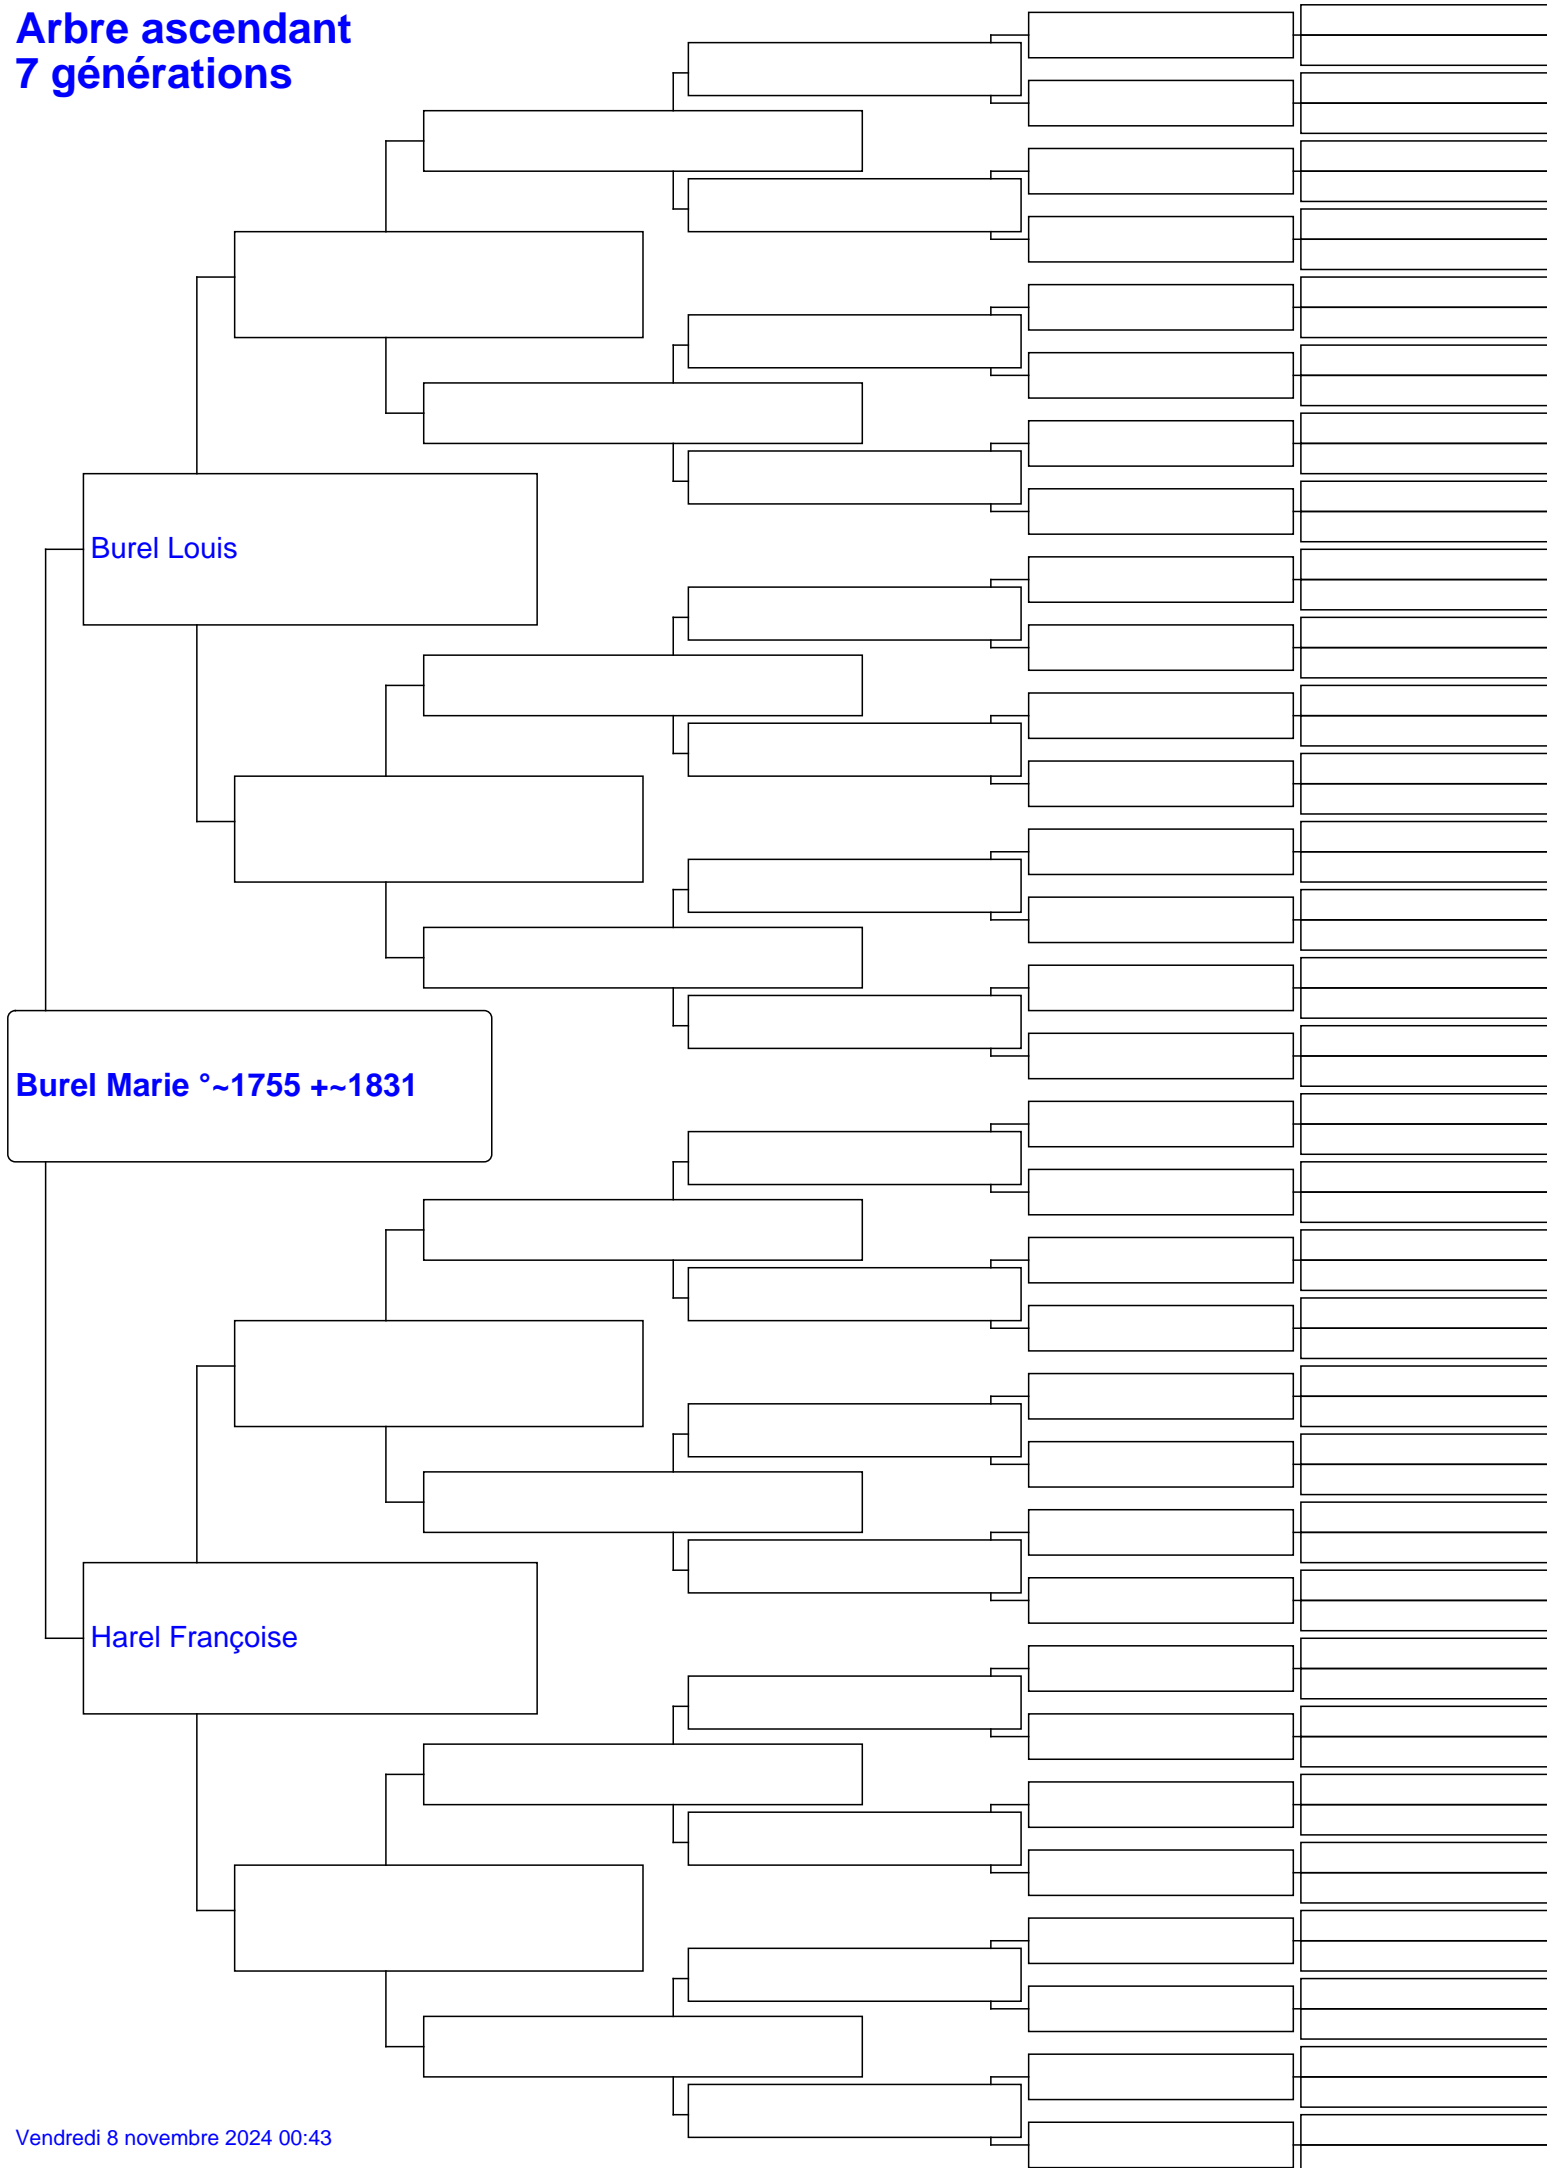 Arbre ascendant
7 générations
Burel Louis
Burel Marie °~1755 +~1831
Harel Françoise
Vendredi 8 novembre 2024 00:43